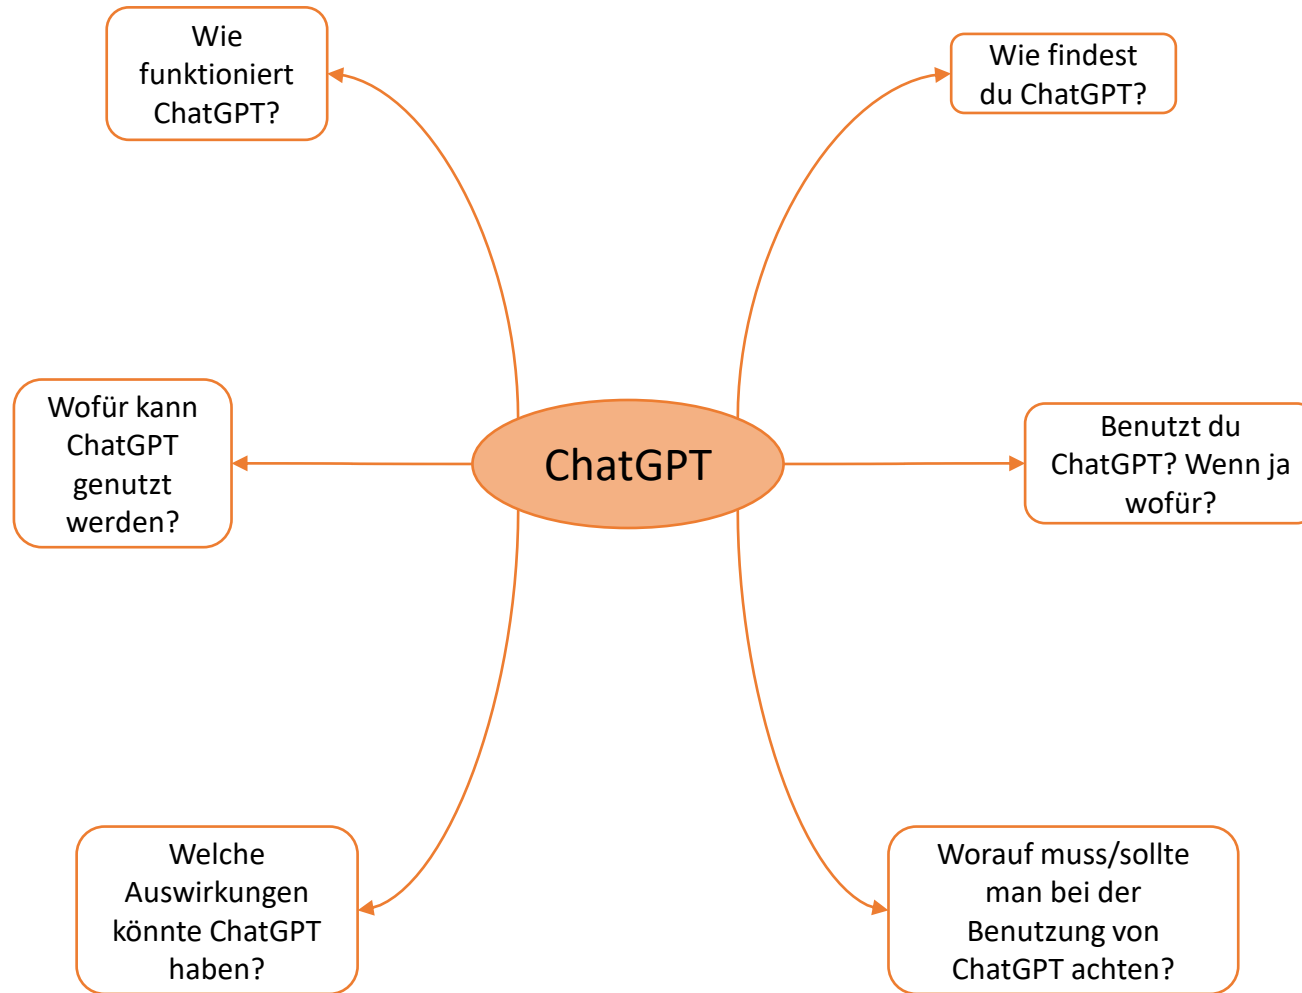 Wie
funktioniert
ChatGPT?
Wie findest
du ChatGPT?
Wofür kann
ChatGPT
genutzt
werden?
ChatGPT
Benutzt du
ChatGPT? Wenn ja
wofür?
Welche
Auswirkungen
könnte ChatGPT
haben?
Worauf muss/sollte
man bei der
Benutzung von
ChatGPT achten?